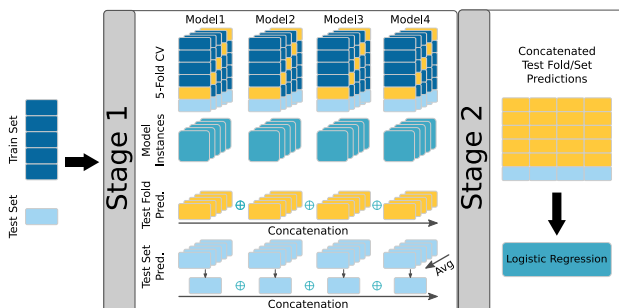 Train Set
Test Set
Stage 1
Model1 Model2 Model3 Model4
5-Fold CV
Model
Instances
Test Fold
Pred.
Concatenation
Test Set
Pred.
Avg
Concatenation
Stage 2
Concatenated
Test Fold/Set
Predictions
Logistic Regression